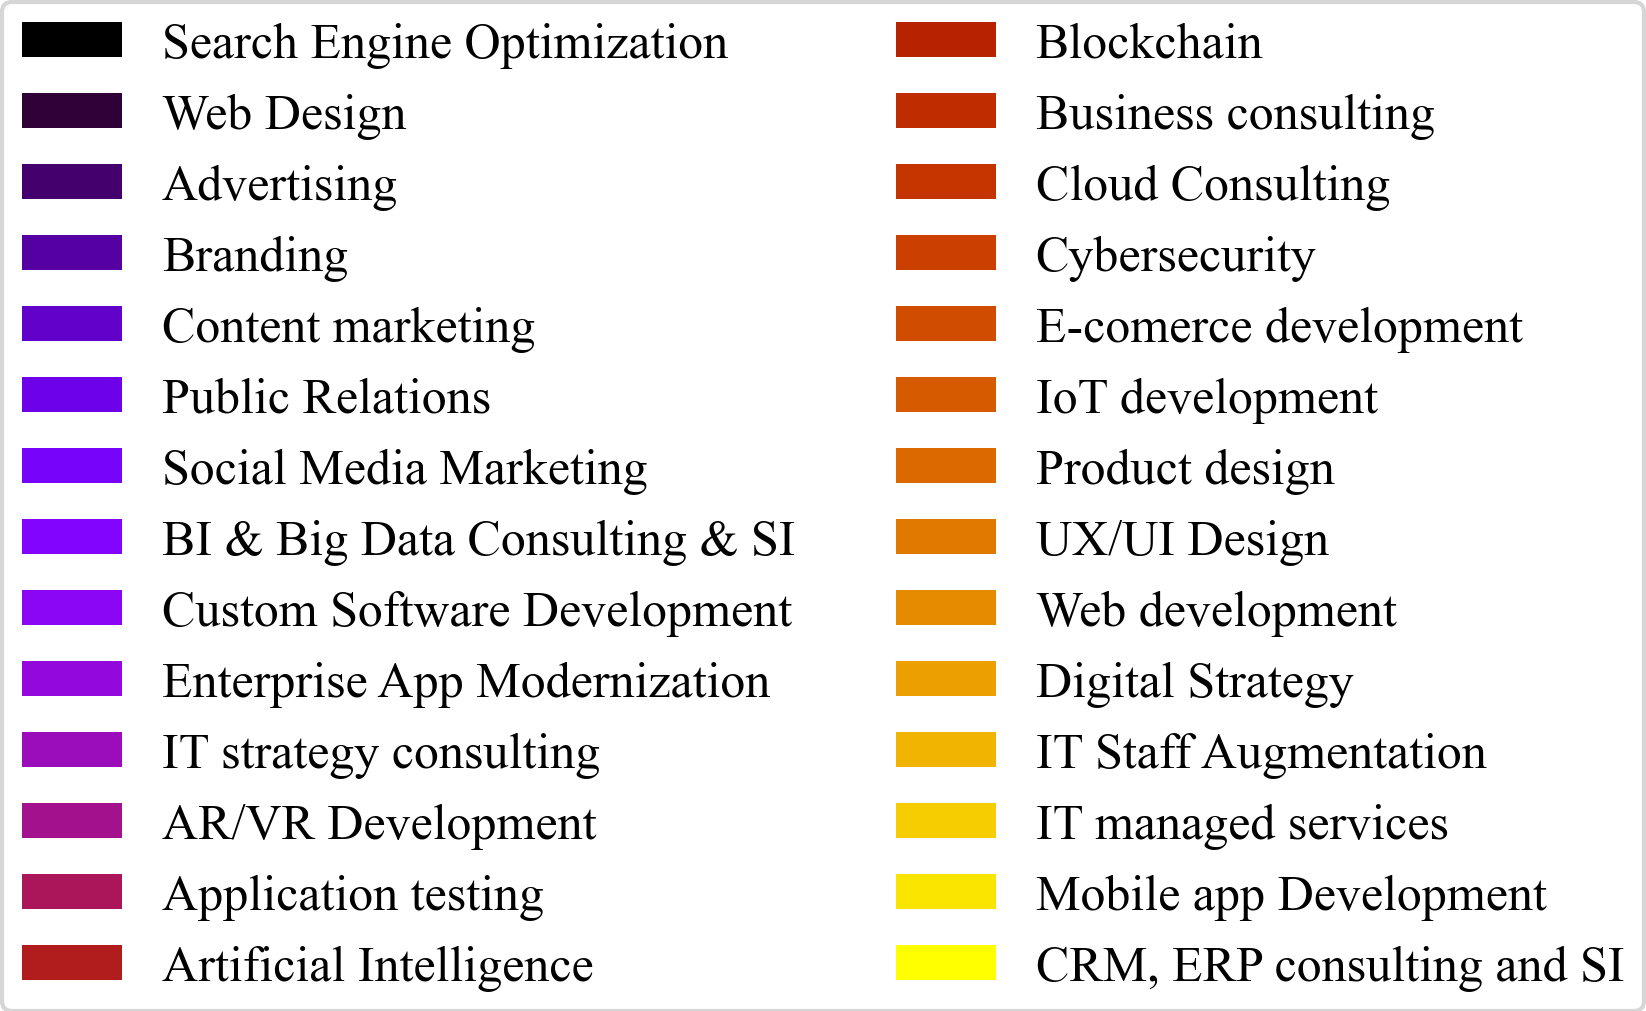 Search Engine Optimization
Web Design
Advertising
Branding
Content marketing
Public Relations
Social Media Marketing
BI & Big Data Consulting & SI
Custom Software Development
Enterprise App Modernization
IT strategy consulting
AR/VR Development
Application testing
Artificial Intelligence
Blockchain
Business consulting
Cloud Consulting
Cybersecurity
E-comerce development
IoT development
Product design
UX/UI Design
Web development
Digital Strategy
IT Staff Augmentation
IT managed services
Mobile app Development
CRM, ERP consulting and SI